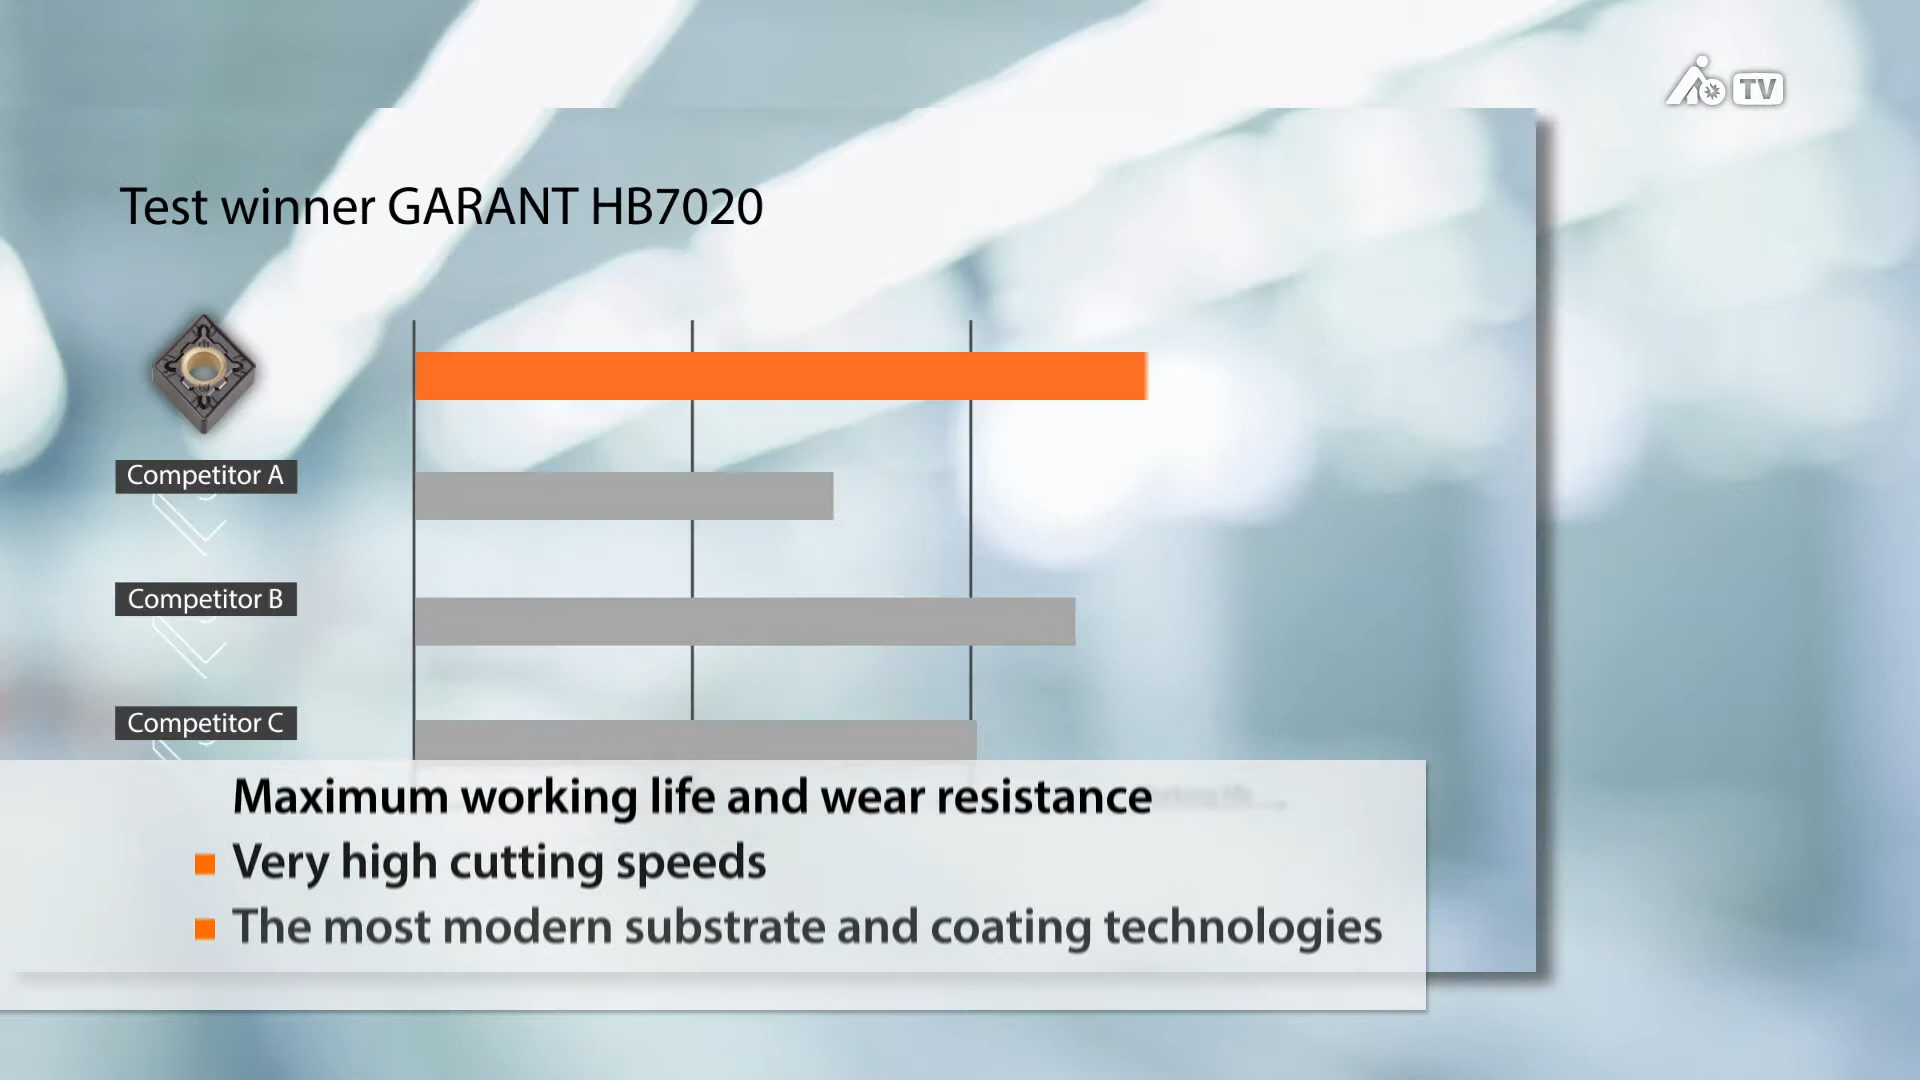 TV
Test winner GARANT HB7020
Competitor A
Competitor B
Competitor C
Maximum working life and wear resistance
Very high cutting speeds
The most modern substrate and coating technologies